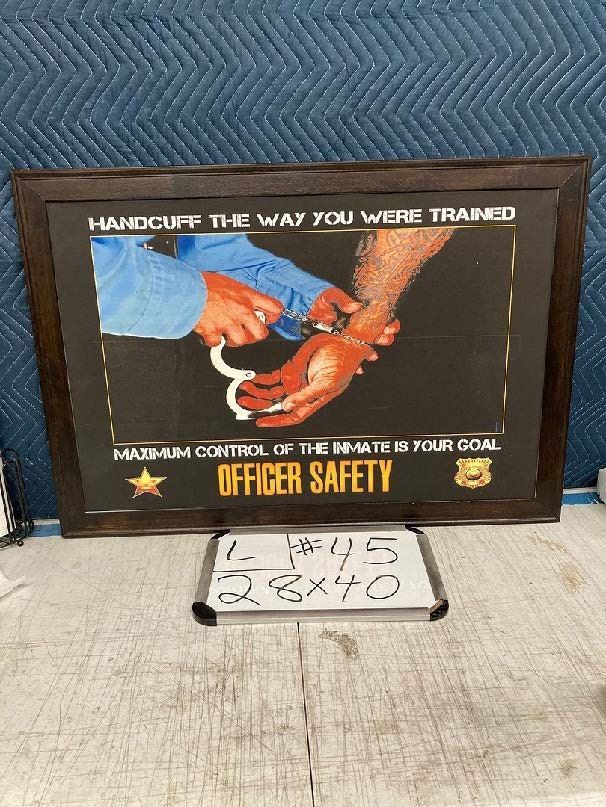 HANDCUFF THE WAY YOU WERE TRAINED
MAXIMUM CONTROL OF THE INMATE IS YOUR GOAL
OFFICER SAFETY
L #45
28x40